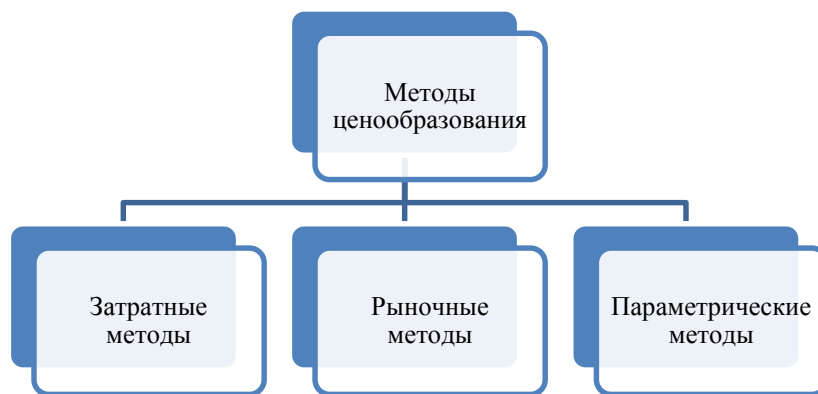 Методы
ценообразования
Затратные
методы
Рыночные
методы
Параметрические
методы